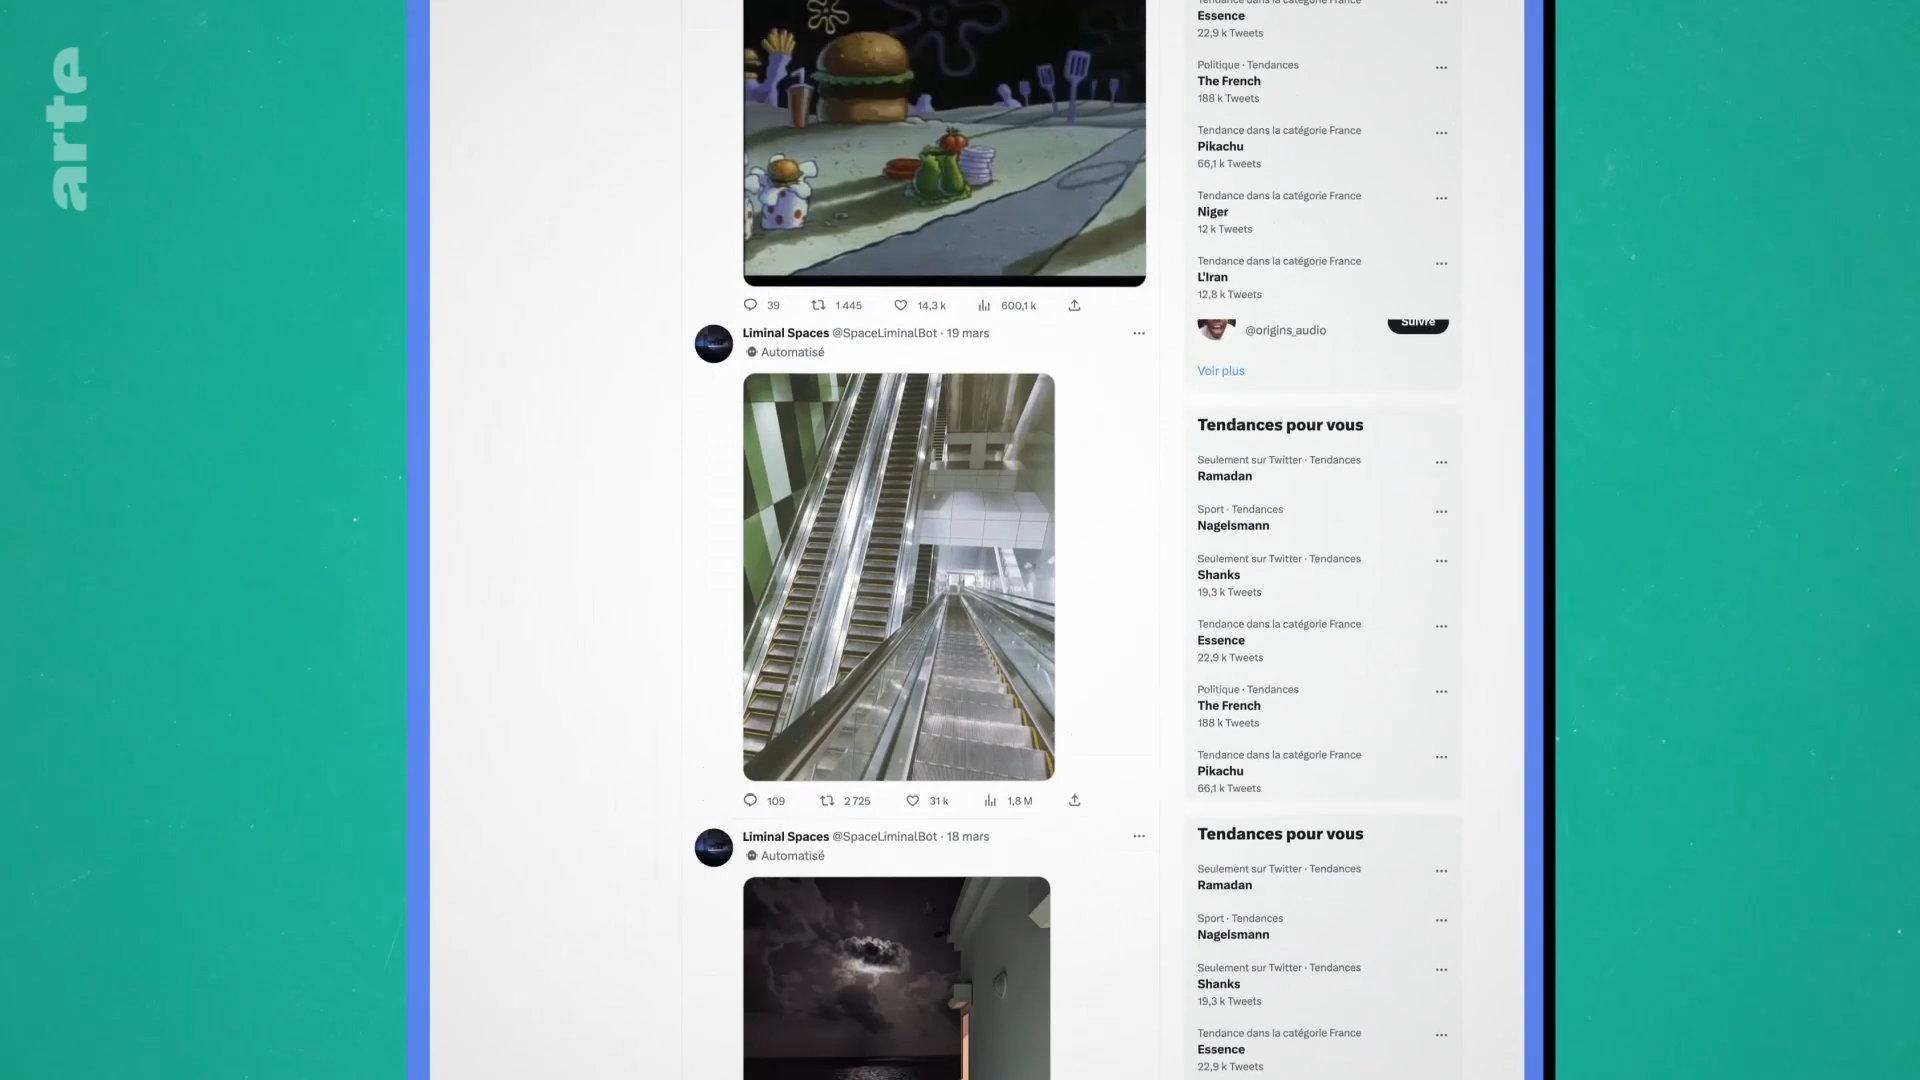 arte
39 1 445 14,3 k 600,1 k
Liminal Spaces @SpaceLiminalBot · 19 mars
Automatisé
109 2 725 31 k 1,8 M
Liminal Spaces @SpaceLiminalBot · 18 mars
Automatisé
Tendance dans la catégorie France
Essence
22,9 k Tweets
Politique · Tendances
The French
188 k Tweets
Tendance dans la catégorie France
Pikachu
66,1 k Tweets
Tendance dans la catégorie France
Niger
12 k Tweets
Tendance dans la catégorie France
L'Iran
12,8 k Tweets
@origins_audio
Suivre
Voir plus
Tendances pour vous
Seulement sur Twitter · Tendances
Ramadan
Sport · Tendances
Nagelsmann
Seulement sur Twitter · Tendances
Shanks
19,3 k Tweets
Tendance dans la catégorie France
Essence
22,9 k Tweets
Politique · Tendances
The French
188 k Tweets
Tendance dans la catégorie France
Pikachu
66,1 k Tweets
Tendances pour vous
Seulement sur Twitter · Tendances
Ramadan
Sport · Tendances
Nagelsmann
Seulement sur Twitter · Tendances
Shanks
19,3 k Tweets
Tendance dans la catégorie France
Essence
22,9 k Tweets